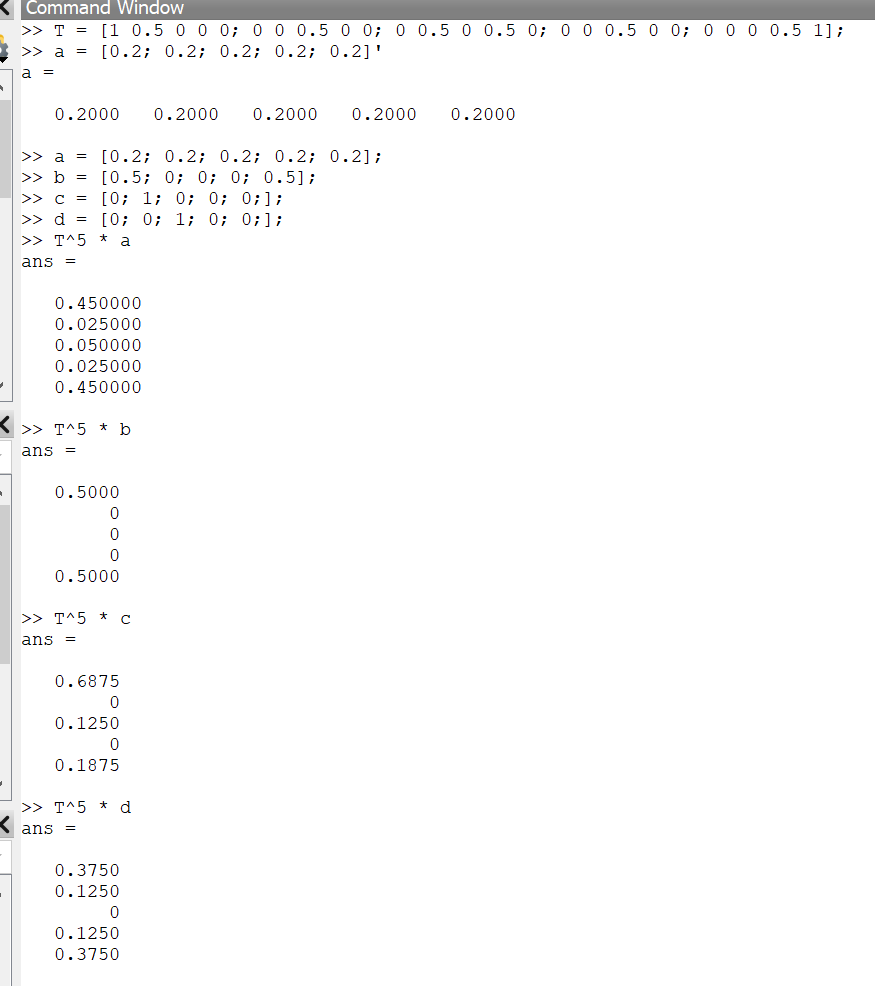 Command Window
>> T = [1 0.5 0 0 0; 0 0 0.5 0 0; 0 0.5 0 0.5 0; 0 0 0.5 0 0; 0 0 0 0.5 1];
>> a = [0.2; 0.2; 0.2; 0.2; 0.2]'
a =
0.2000 0.2000 0.2000 0.2000 0.2000
>> a = [0.2; 0.2; 0.2; 0.2; 0.2];
>> b = [0.5; 0; 0; 0; 0.5];
>> c = [0; 1; 0; 0; 0;];
>> d = [0; 0; 1; 0; 0;];
>> T^5 * a
ans =
0.450000
0.025000
0.050000
0.025000
0.450000
>> T^5 * b
ans =
0.5000
0
0
0
0.5000
>> T^5 * c
ans =
0.6875
0
0.1250
0
0.1875
>> T^5 * d
ans =
0.3750
0.1250
0
0.1250
0.3750